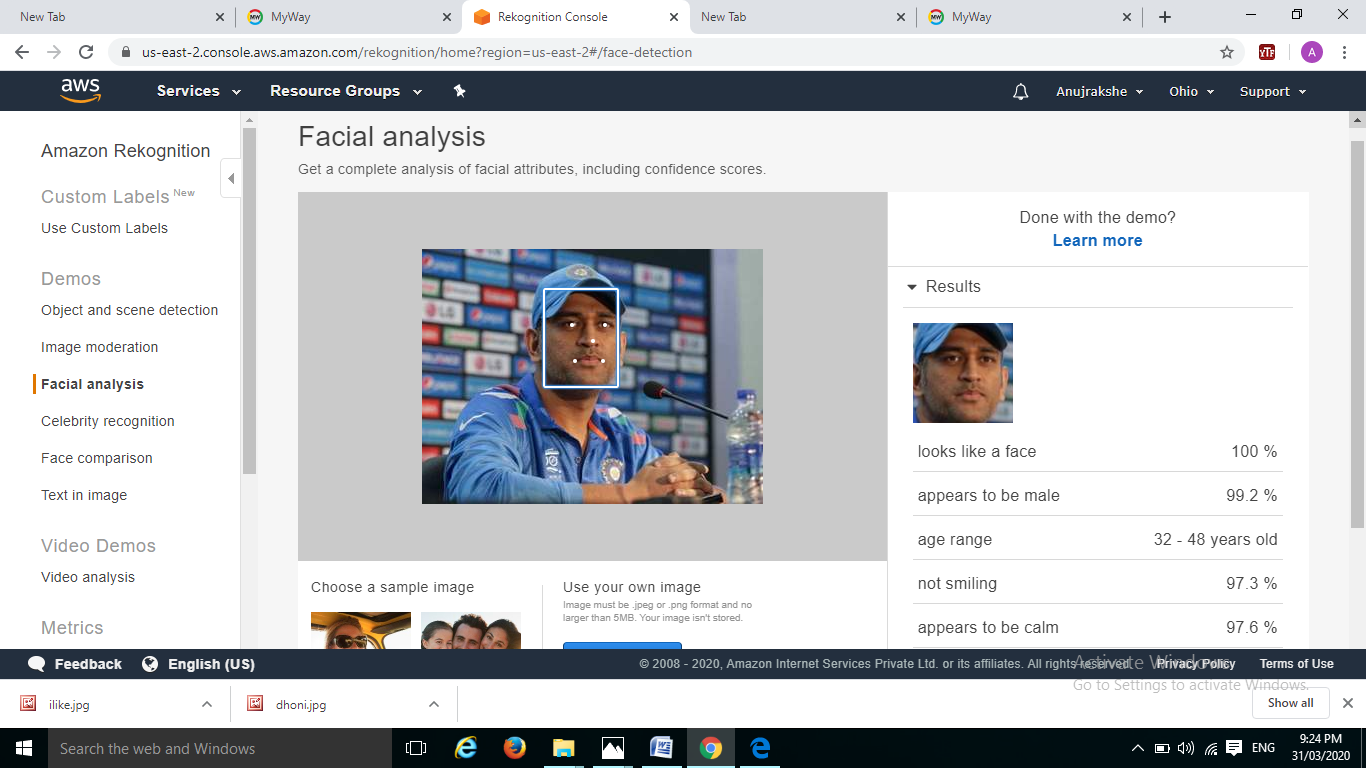 New Tab
MyWay
Rekognition Console
New Tab
MyWay
us-east-2.console.aws.amazon.com/rekognition/home?region=us-east-2#/face-detection
YTF
A
aws
Services
Resource Groups
Anujrakshe
Ohio
Support
Amazon Rekognition
Custom Labels New
Use Custom Labels
Demos
Object and scene detection
Image moderation
Facial analysis
Celebrity recognition
Face comparison
Text in image
Video Demos
Video analysis
Metrics
Facial analysis
Get a complete analysis of facial attributes, including confidence scores.
pepsi
LG
Choose a sample image
Use your own image
Image must be .jpeg or .png format and no
larger than 5MB. Your image isn't stored.
Done with the demo?
Learn more
Results
looks like a face 100 %
appears to be male 99.2 %
age range 32 - 48 years old
not smiling 97.3 %
appears to be calm 97.6 %
Feedback
English (US)
© 2008 - 2020, Amazon Internet Services Private Ltd. or its affiliates. All rights reserved.
Privacy Policy
Terms of Use
Activate Windows
Go to Settings to activate Windows.
ilike.jpg
dhoni.jpg
Show all
Search the web and Windows
ENG
9:24 PM
31/03/2020